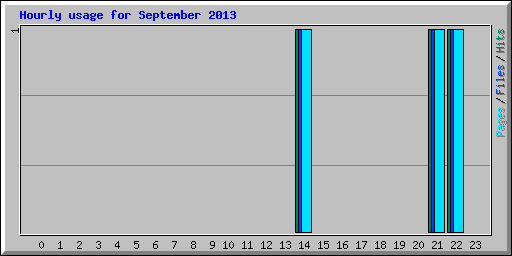 Hourly usage for September 2013
1
Pages/Files/Hits
0 1 2 3 4 5 6 7 8 9 10 11 12 13 14 15 16 17 18 19 20 21 22 23